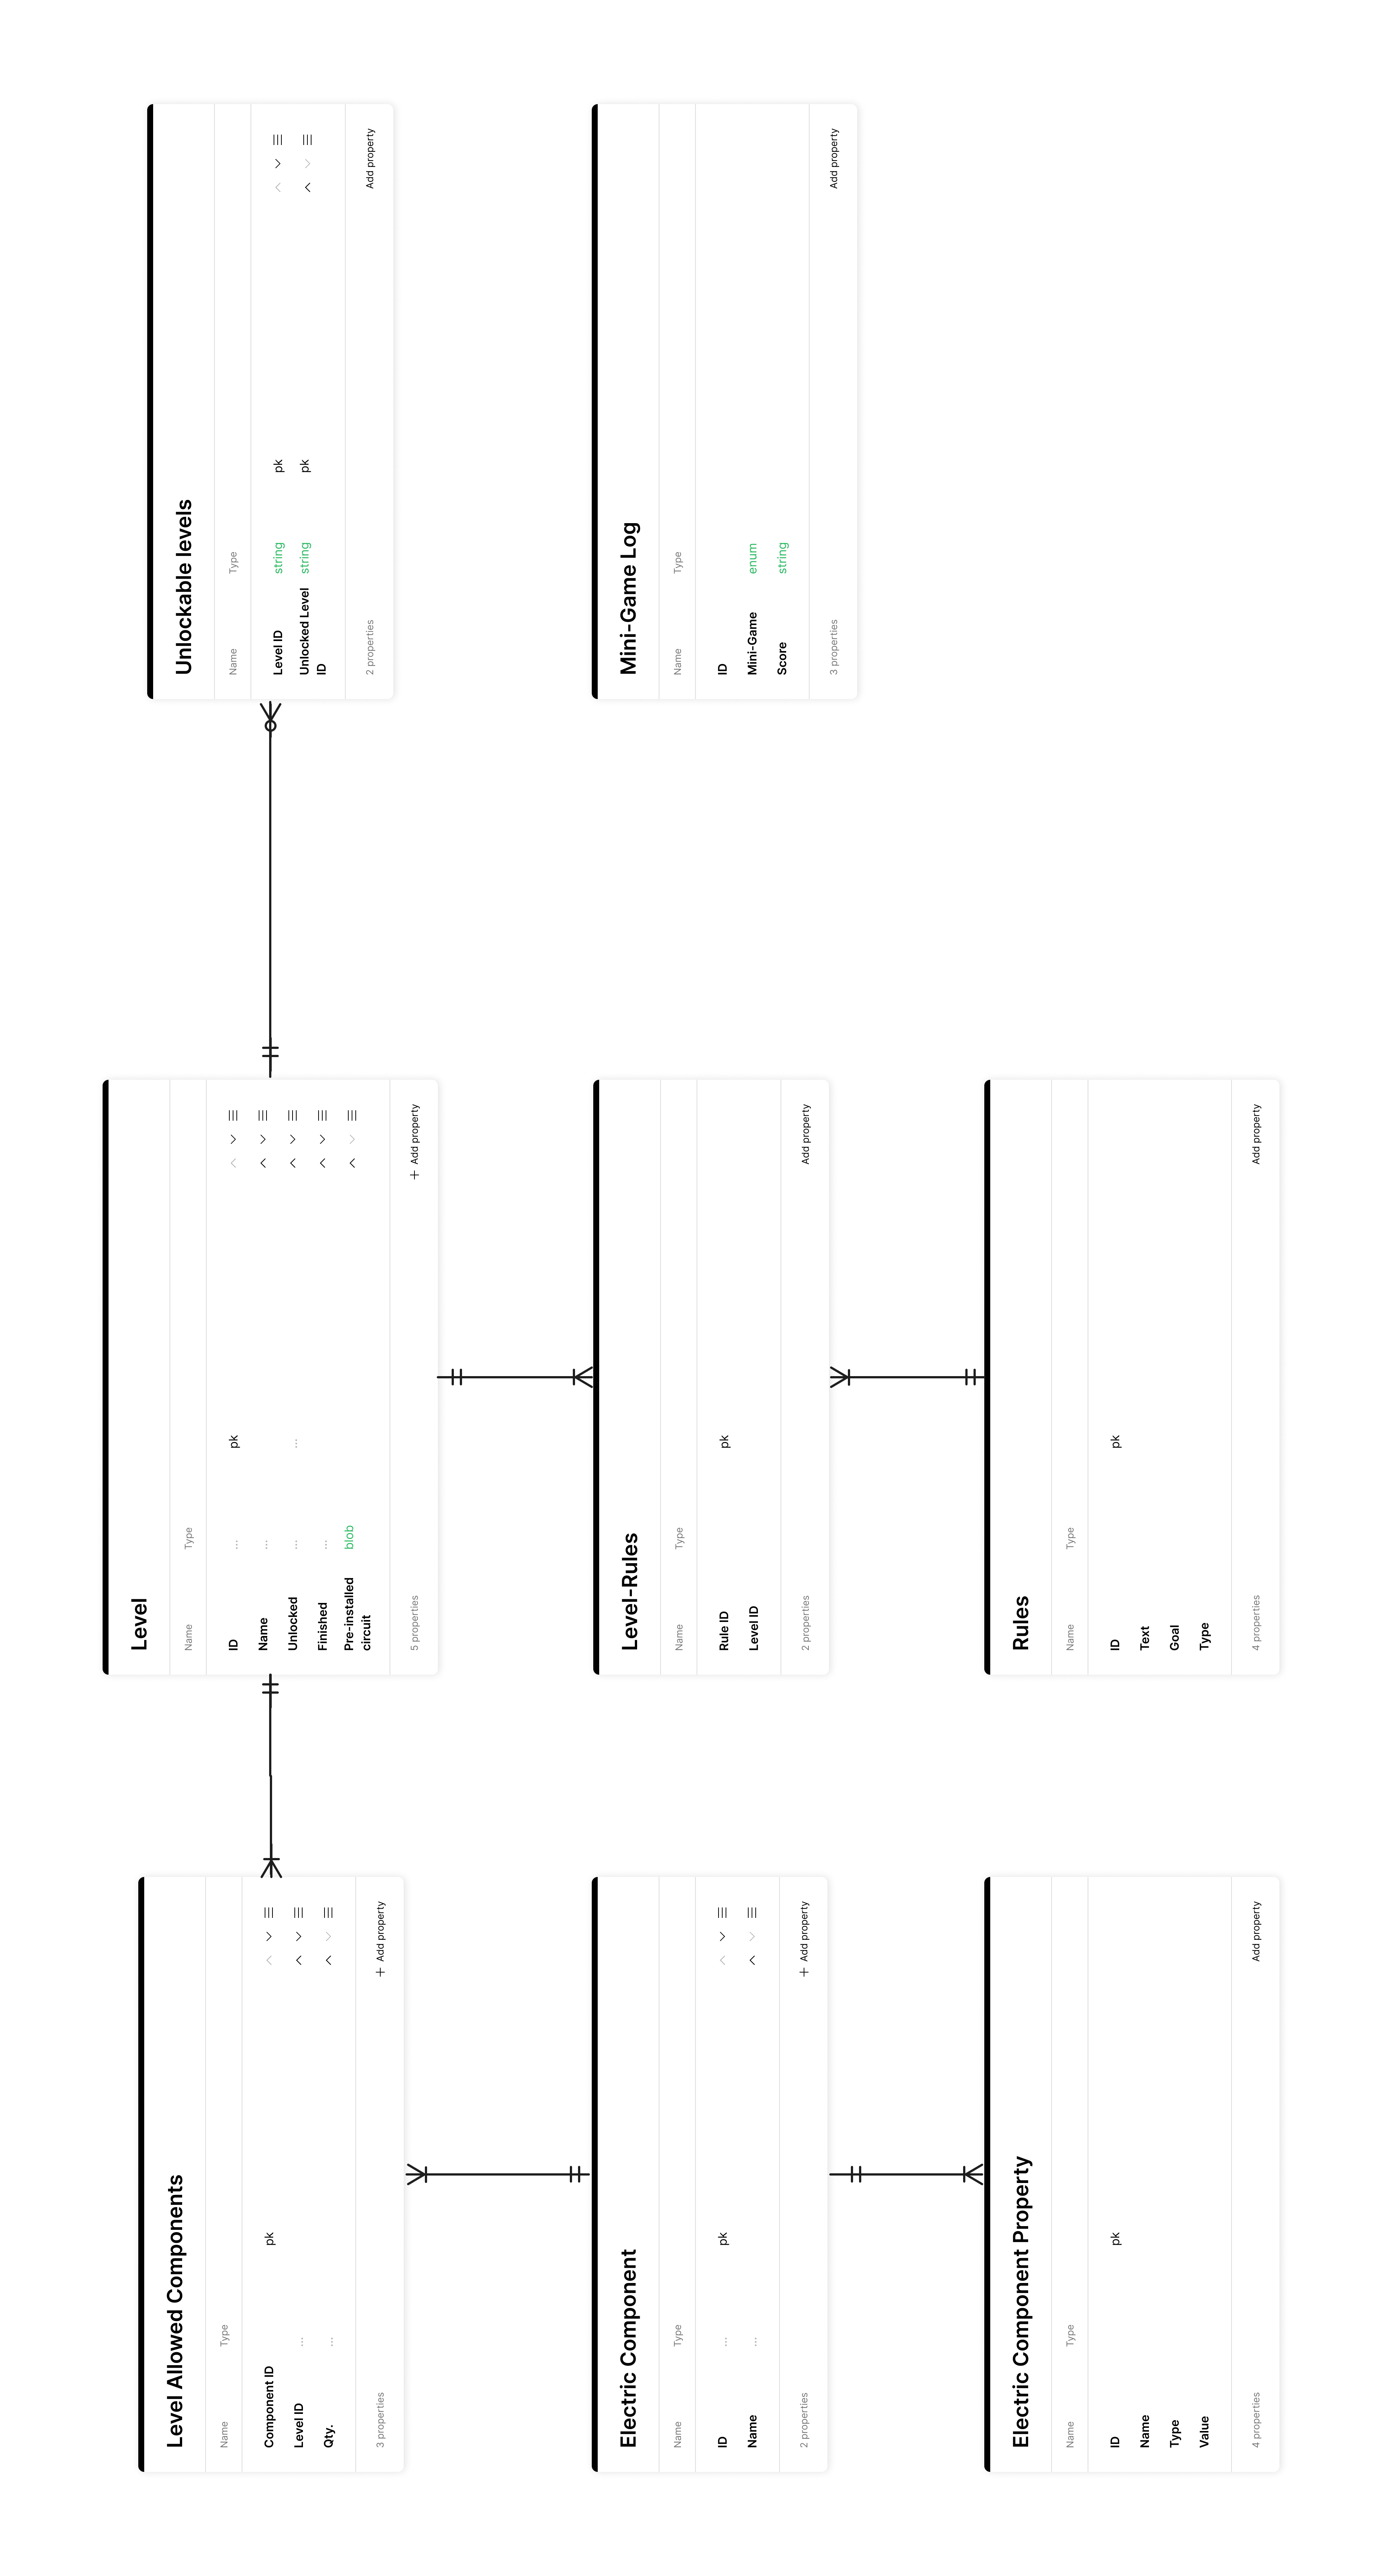 Level Allowed Components
Name Type
Component ID pk
Level ID ...
Qty. ...
3 properties + Add property
Level
Name Type
ID ... pk
Name ...
Unlocked ... ...
Finished ...
Pre-installed blob
circuit
5 properties + Add property
Unlockable levels
Name Type
Level ID string pk
Unlocked Level string pk
ID
2 properties Add property
Electric Component
Name Type
ID ... pk
Name ...
2 properties + Add property
Level-Rules
Name Type
Rule ID pk
Level ID
2 properties Add property
Mini-Game Log
Name Type
ID
Mini-Game enum
Score string
3 properties Add property
Electric Component Property
Name Type
ID pk
Name
Type
Value
4 properties Add property
Rules
Name Type
ID pk
Text
Goal
Type
4 properties Add property